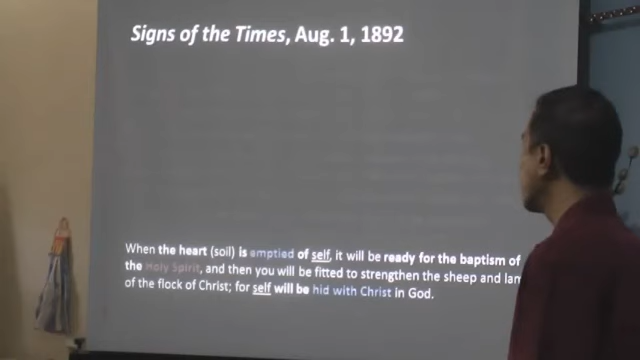 Signs of the Times, Aug. 1, 1892
When the heart (soil) is emptied of self, it will be ready for the baptism of
the Holy Spirit, and then you will be fitted to strengthen the sheep and lam
of the flock of Christ; for self will be hid with Christ in God.